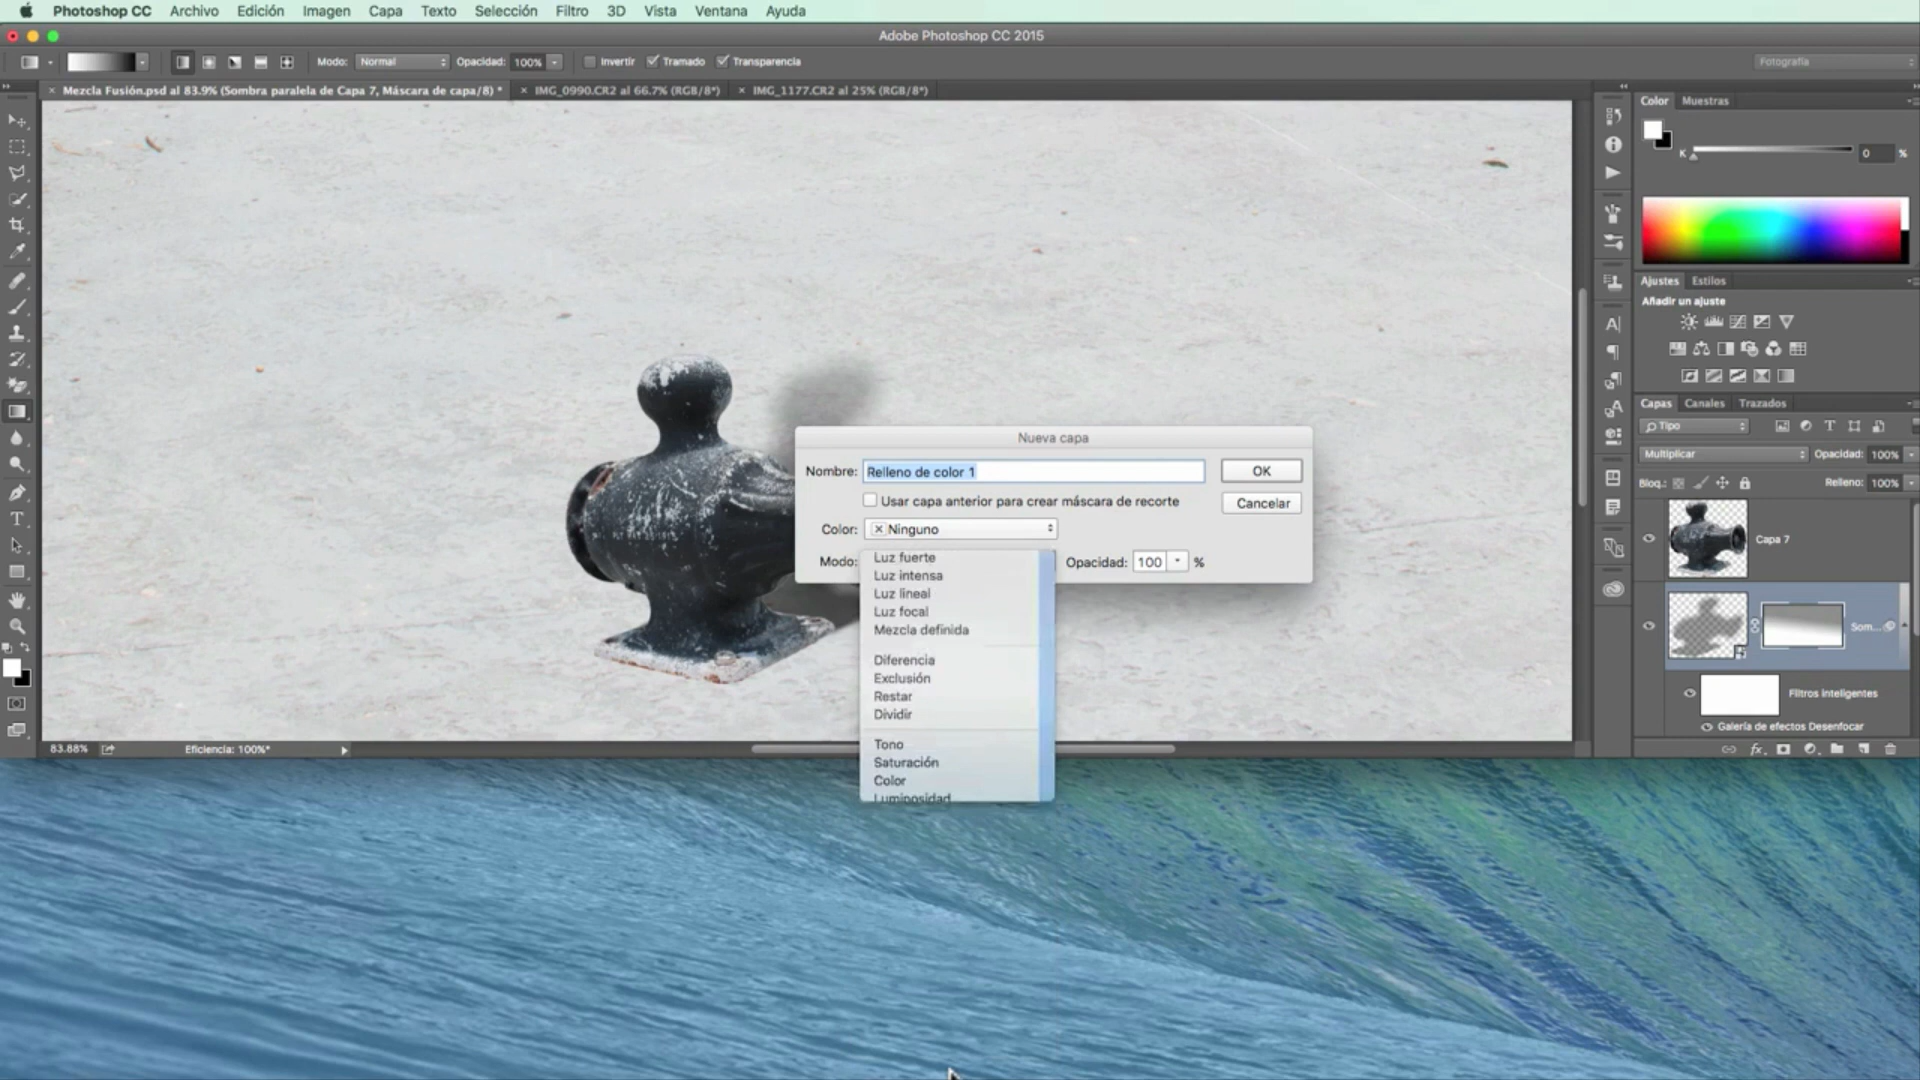 Photoshop CC Archivo Edición Imagen Capa Texto Selección Filtro 3D Vista Ventana Ayuda
Adobe Photoshop CC 2015
Modo: Normal Opacidad: 100% Invertir Tramado Transparencia Fotografía
Mezcla Fusión.psd al 83.9% (Sombra paralela de Capa 7, Máscara de capa/8) * IMG_0990.CR2 al 66.7% (RGB/8*) IMG_1177.CR2 al 25% (RGB/8*)
Color Muestras
K 0 %
Ajustes Estilos
Añadir un ajuste
Capas Canales Trazados
Tipo
Multiplicar Opacidad: 100%
Bloq.: Relleno: 100%
Capa 7
Som...
Filtros inteligentes
Galería de efectos Desenfocar
Nueva capa
Nombre: Relleno de color 1 OK
Usar capa anterior para crear máscara de recorte Cancelar
Color: Ninguno
Modo: Opacidad: 100 %
Luz fuerte
Luz intensa
Luz lineal
Luz focal
Mezcla definida
Diferencia
Exclusión
Restar
Dividir
Tono
Saturación
Color
Luminosidad
83.88% Eficiencia: 100%*